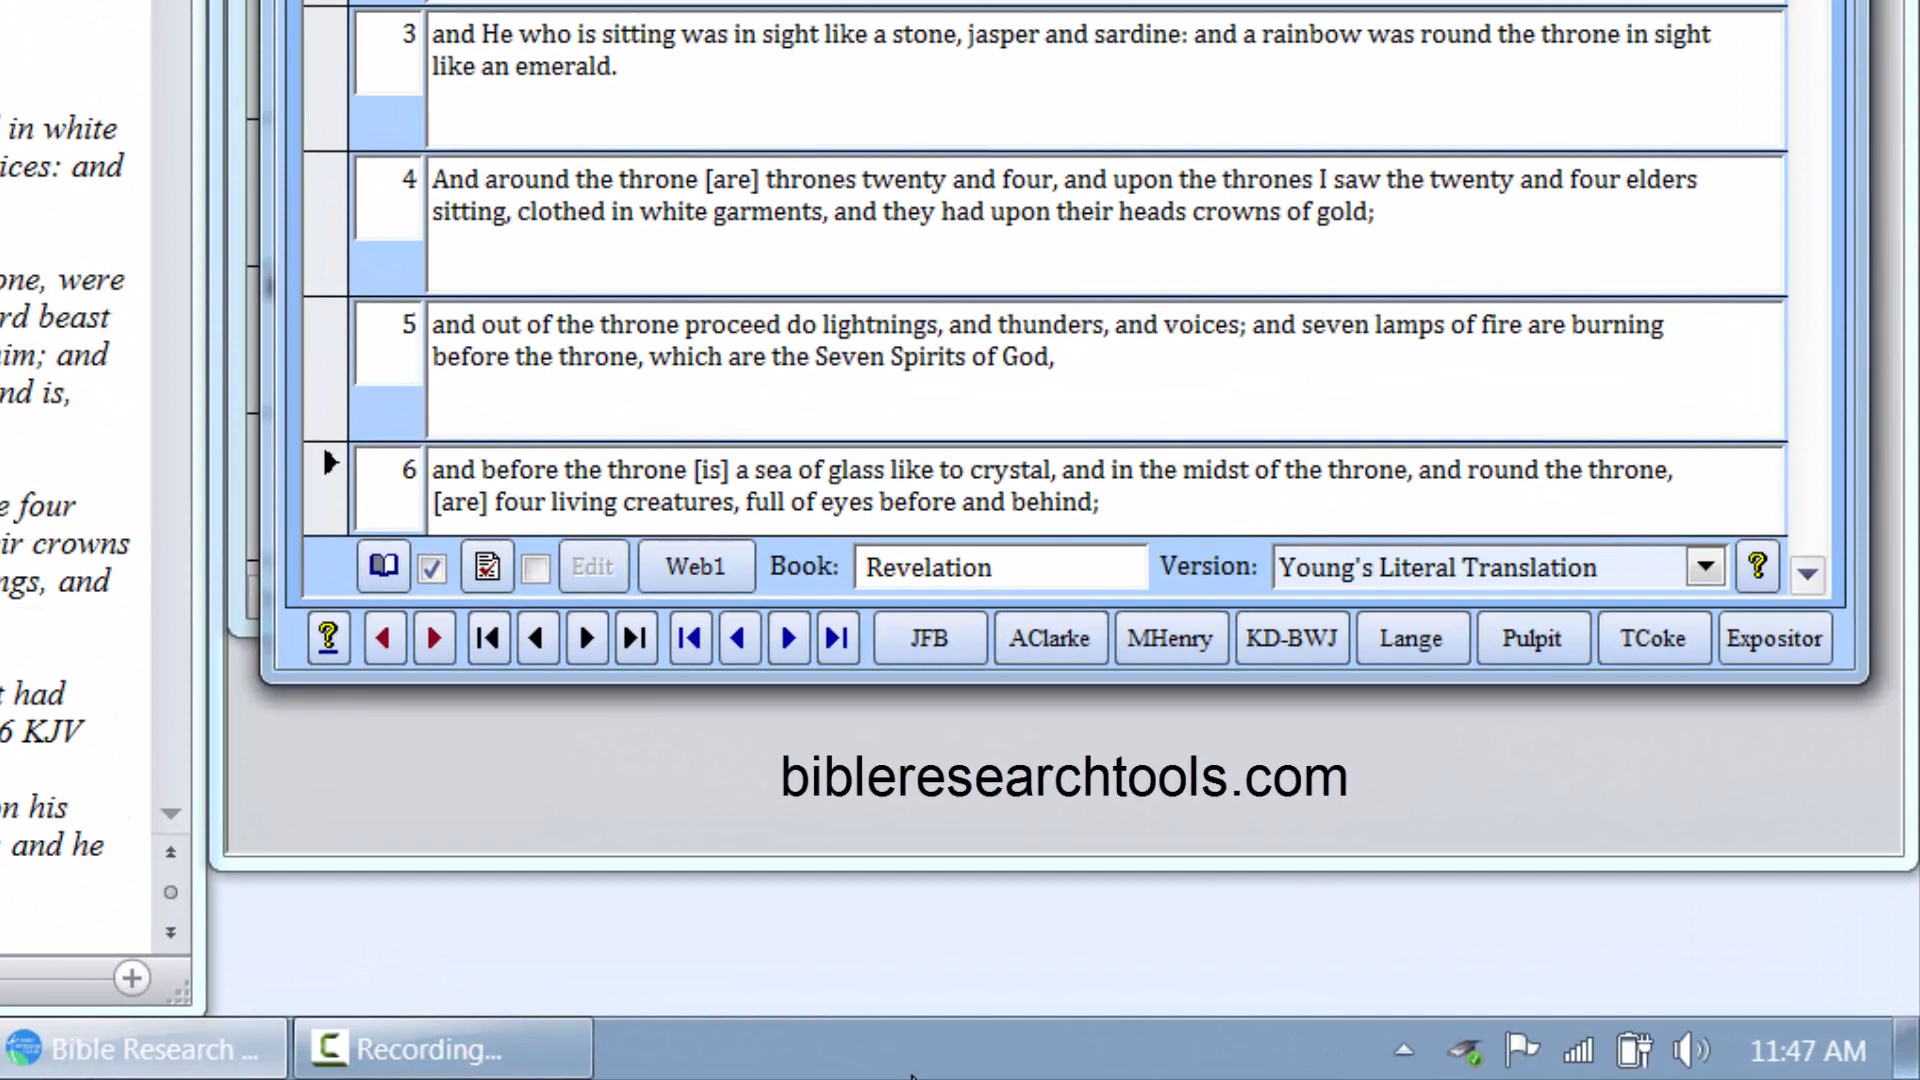 in white
ices: and
one, were
rd beast
him; and
nd is,
e four
ir crowns
ngs, and
t had
6 KJV
on his
and he
3 and He who is sitting was in sight like a stone, jasper and sardine: and a rainbow was round the throne in sight
like an emerald.
4 And around the throne [are] thrones twenty and four, and upon the thrones I saw the twenty and four elders
sitting, clothed in white garments, and they had upon their heads crowns of gold;
5 and out of the throne proceed do lightnings, and thunders, and voices; and seven lamps of fire are burning
before the throne, which are the Seven Spirits of God,
6 and before the throne [is] a sea of glass like to crystal, and in the midst of the throne, and round the throne,
[are] four living creatures, full of eyes before and behind;
Edit Web1 Book: Revelation Version: Young's Literal Translation ?
? JFB AClarke MHenry KD-BWJ Lange Pulpit TCoke Expositor
bibleresearchtools.com
Bible Research ... Recording... 11:47 AM